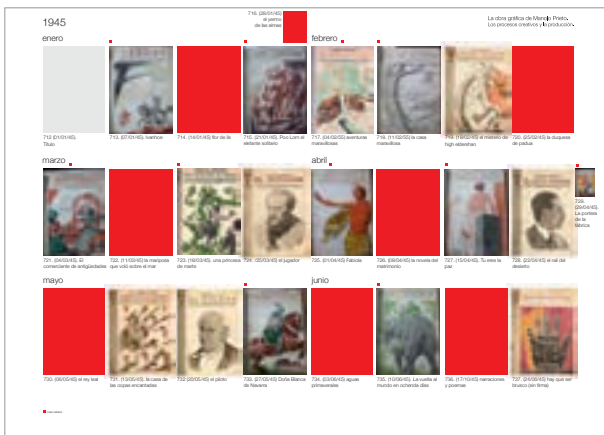 1945
716. (28/01/45)
el perino
de las almas
La obra gráfica de Manolo Prieto.
Los procesos creativos y la producción.
enero
febrero
712 (01/01/45).
Titulo
713. (07/01/45). Ivanhoe
714. (14/01/45) flor de lis
715. (21/01/45). Poo Lorn el
elefante solitario
717. (04/02/55) aventuras
maravillosas
718. (11/02/55) la casa
maravillosa
719. (18/02/45) el misterio de
high eldersham
720. (25/02/45) la duquesa
de padua
marzo
abril
721. (04/03/45). El
comerciante de antigüedades
722. (11/03/45) la mariposa
que voló sobre el mar
723. (18/03/45). una princesa
de marte
724. (25/03/45) el jugador
725. (01/04/45) Fabiola
726. (08/04/45) la novela del
matrimonio
727. (15/04/45). Tu eres la
paz
728. (22/04/45) el caíd del
desierto
729.
(29/04/45).
La portera
de la
fábrica
mayo
junio
730. (06/05/45) el rey lear
731. (13/05/45). la casa de
las copas encantadas
732 (20/05/45) el piloto
733. (27/05/45) Doña Blanca
de Navarra
734. (03/06/45) aguas
primaverales
735. (10/06/45). La vuelta al
mundo en ochenta días
736. (17/10/45) narraciones
y poemas
737. (24/06/45) hay que ser
brusco (sin firma)